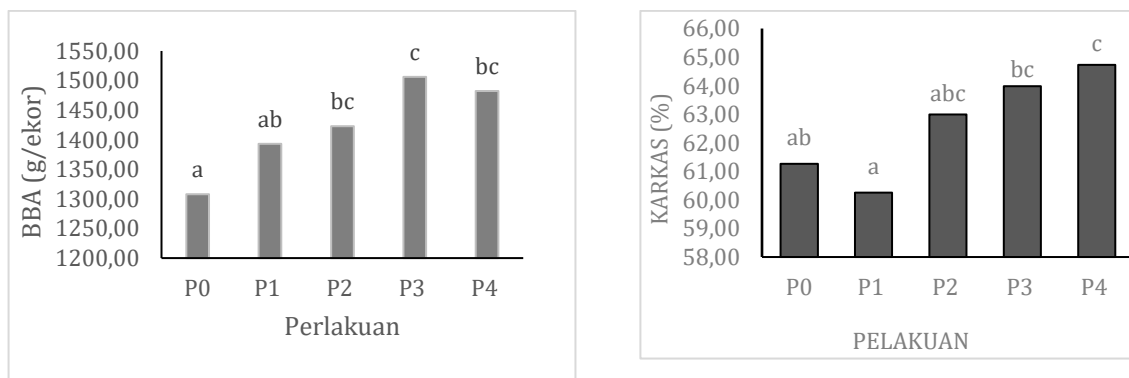 BBA (g/ekor)
1550,00
1500,00
1450,00
1400,00
1350,00
1300,00
1250,00
1200,00
a
ab
bc
c
bc
P0 P1 P2 P3 P4
Perlakuan
KARKAS (%)
66,00
65,00
64,00
63,00
62,00
61,00
60,00
59,00
58,00
ab
a
abc
bc
c
P0 P1 P2 P3 P4
PELAKUAN